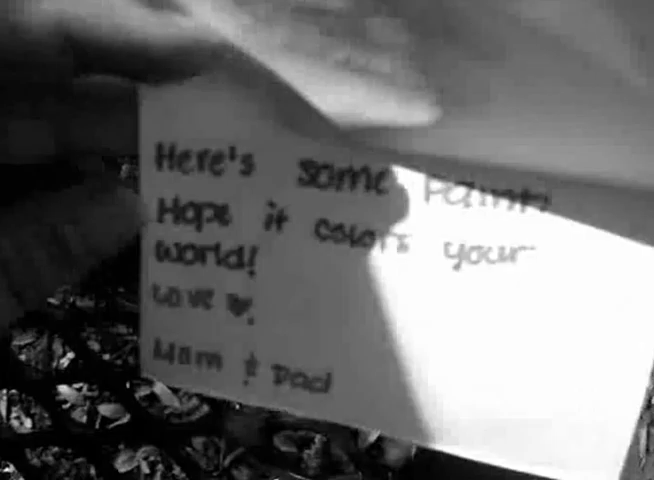 Here's some Paint!
Hope it colors your
world!
Love ♥,
Mom & Dad